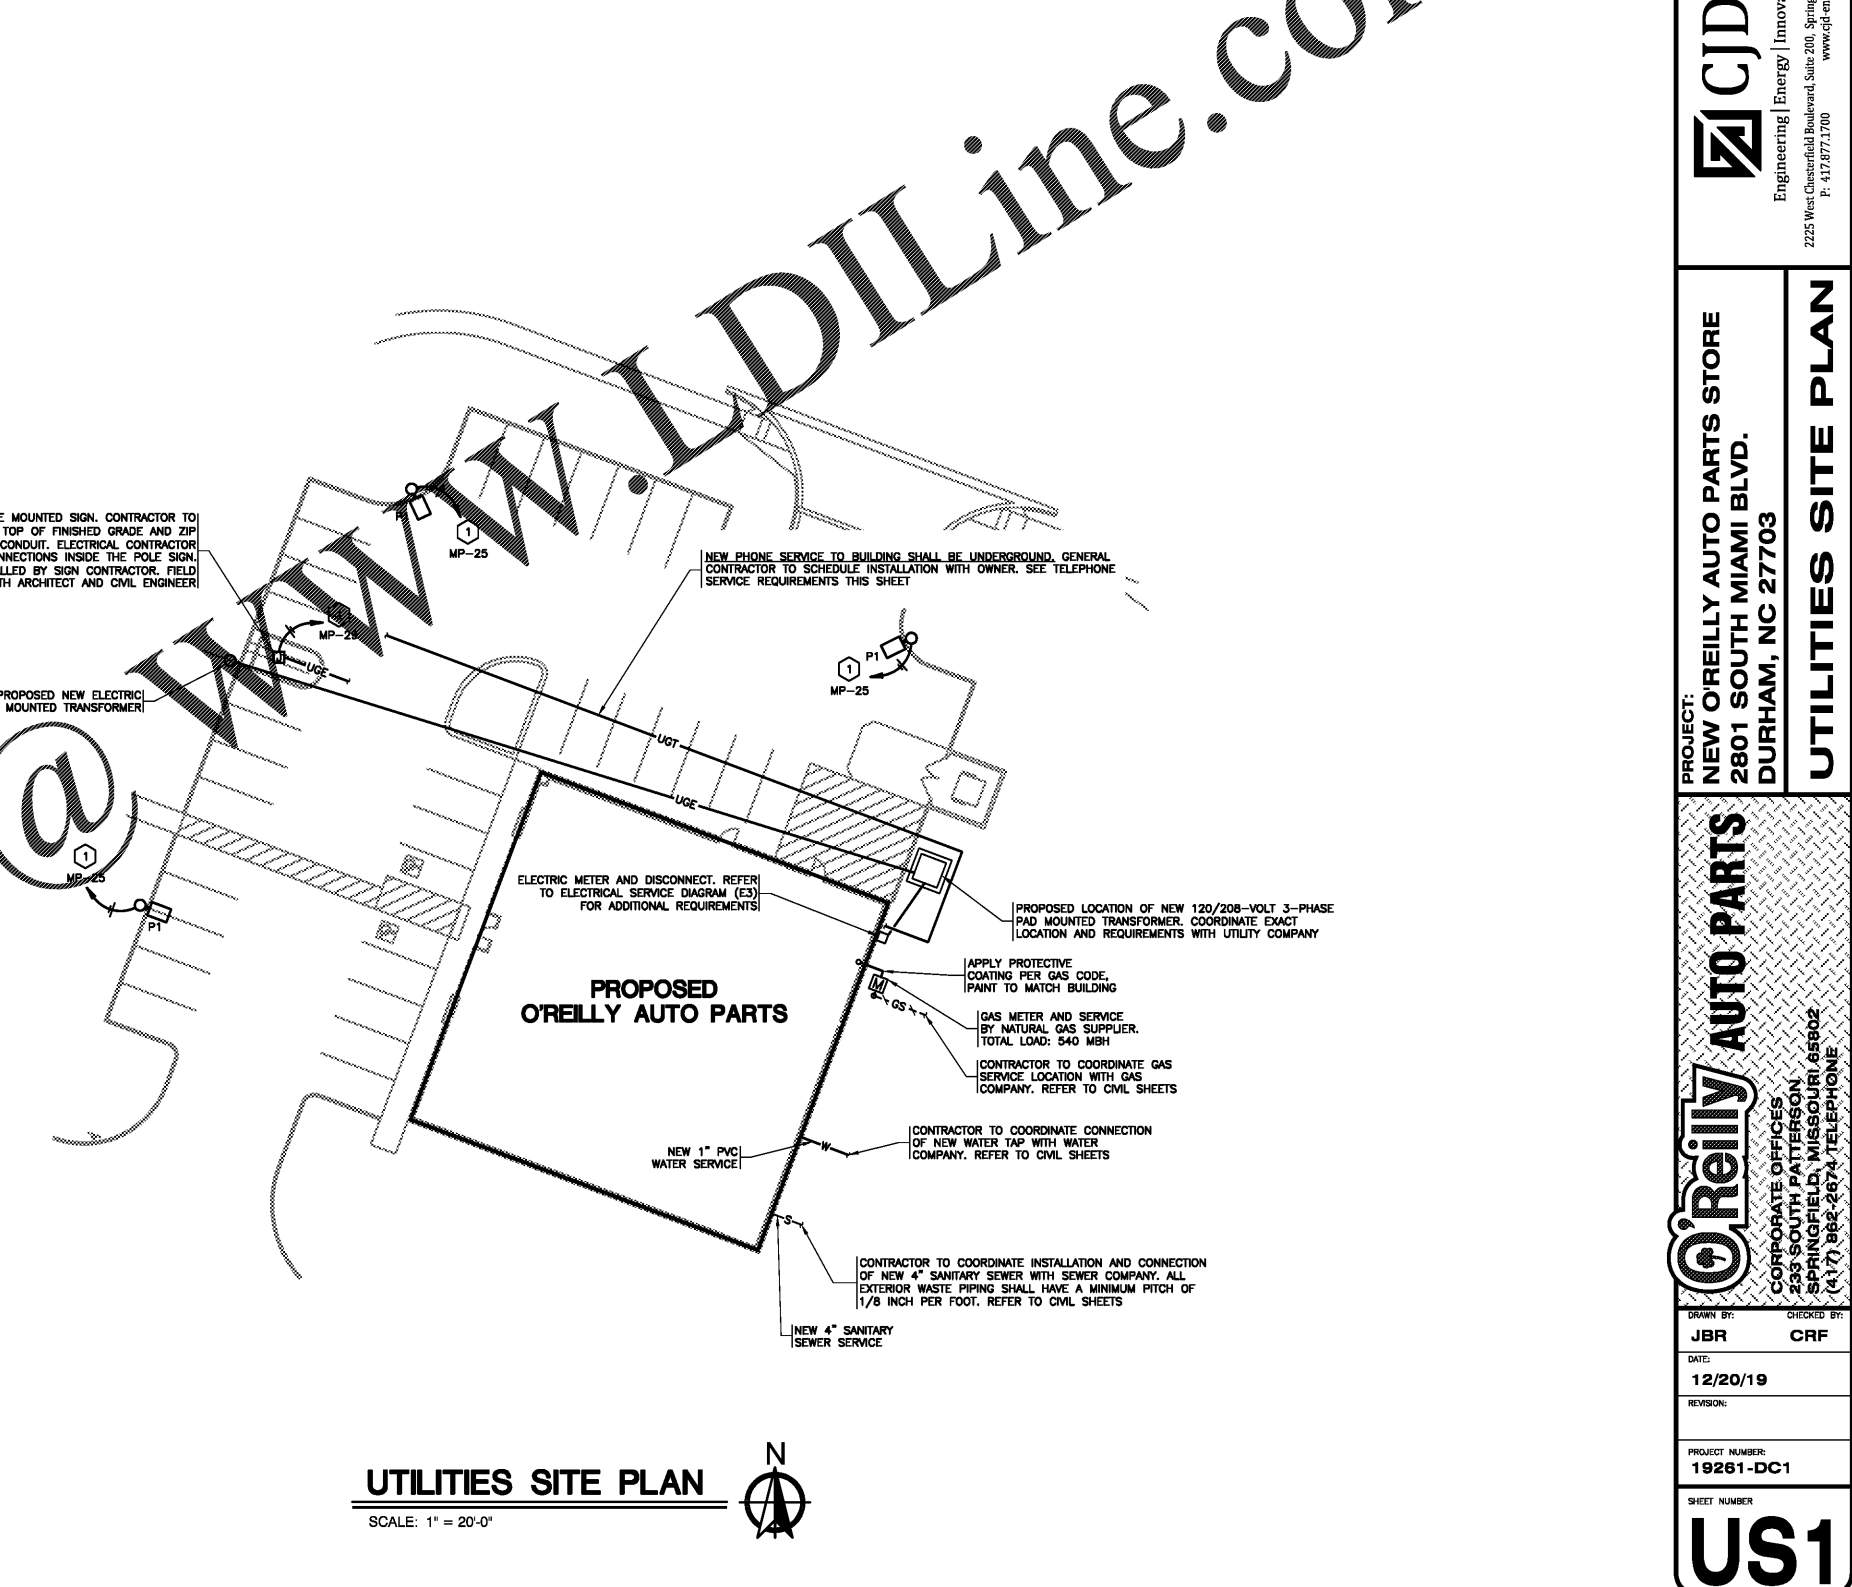 www.LDILine.co
@
E MOUNTED SIGN. CONTRACTOR TO
TOP OF FINISHED GRADE AND ZIP
CONDUIT. ELECTRICAL CONTRACTOR
NNECTIONS INSIDE THE POLE SIGN.
LLED BY SIGN CONTRACTOR. FIELD
TH ARCHITECT AND CIVIL ENGINEER
1
MP-25
MP-25
UGE
PROPOSED NEW ELECTRIC
MOUNTED TRANSFORMER
NEW PHONE SERVICE TO BUILDING SHALL BE UNDERGROUND. GENERAL
CONTRACTOR TO SCHEDULE INSTALLATION WITH OWNER. SEE TELEPHONE
SERVICE REQUIREMENTS THIS SHEET
P1
1
MP-25
UGT
UGE
1
MP-25
P1
ELECTRIC METER AND DISCONNECT. REFER
TO ELECTRICAL SERVICE DIAGRAM (E3)
FOR ADDITIONAL REQUIREMENTS
PROPOSED LOCATION OF NEW 120/208-VOLT 3-PHASE
PAD MOUNTED TRANSFORMER. COORDINATE EXACT
LOCATION AND REQUIREMENTS WITH UTILITY COMPANY
APPLY PROTECTIVE
COATING PER GAS CODE,
PAINT TO MATCH BUILDING
M
GS
PROPOSED
O'REILLY AUTO PARTS
GAS METER AND SERVICE
BY NATURAL GAS SUPPLIER.
TOTAL LOAD: 540 MBH
CONTRACTOR TO COORDINATE GAS
SERVICE LOCATION WITH GAS
COMPANY. REFER TO CIVIL SHEETS
CONTRACTOR TO COORDINATE CONNECTION
OF NEW WATER TAP WITH WATER
COMPANY. REFER TO CIVIL SHEETS
NEW 1" PVC
WATER SERVICE
W
S
CONTRACTOR TO COORDINATE INSTALLATION AND CONNECTION
OF NEW 4" SANITARY SEWER WITH SEWER COMPANY. ALL
EXTERIOR WASTE PIPING SHALL HAVE A MINIMUM PITCH OF
1/8 INCH PER FOOT. REFER TO CIVIL SHEETS
NEW 4" SANITARY
SEWER SERVICE
UTILITIES SITE PLAN
SCALE: 1" = 20'-0"
N
CJD
Engineering | Energy | Innova
2225 West Chesterfield Boulevard, Suite 200, Spring
P: 417.877.1700
www.cjd-en
PROJECT:
NEW O'REILLY AUTO PARTS STORE
2801 SOUTH MIAMI BLVD.
DURHAM, NC 27703
UTILITIES SITE PLAN
O'Reilly AUTO PARTS
CORPORATE OFFICES
233 SOUTH PATTERSON
SPRINGFIELD, MISSOURI 65802
(417) 862-2674 TELEPHONE
DRAWN BY:
JBR
CHECKED BY:
CRF
DATE:
12/20/19
REVISION:
PROJECT NUMBER:
19261-DC1
SHEET NUMBER
US1